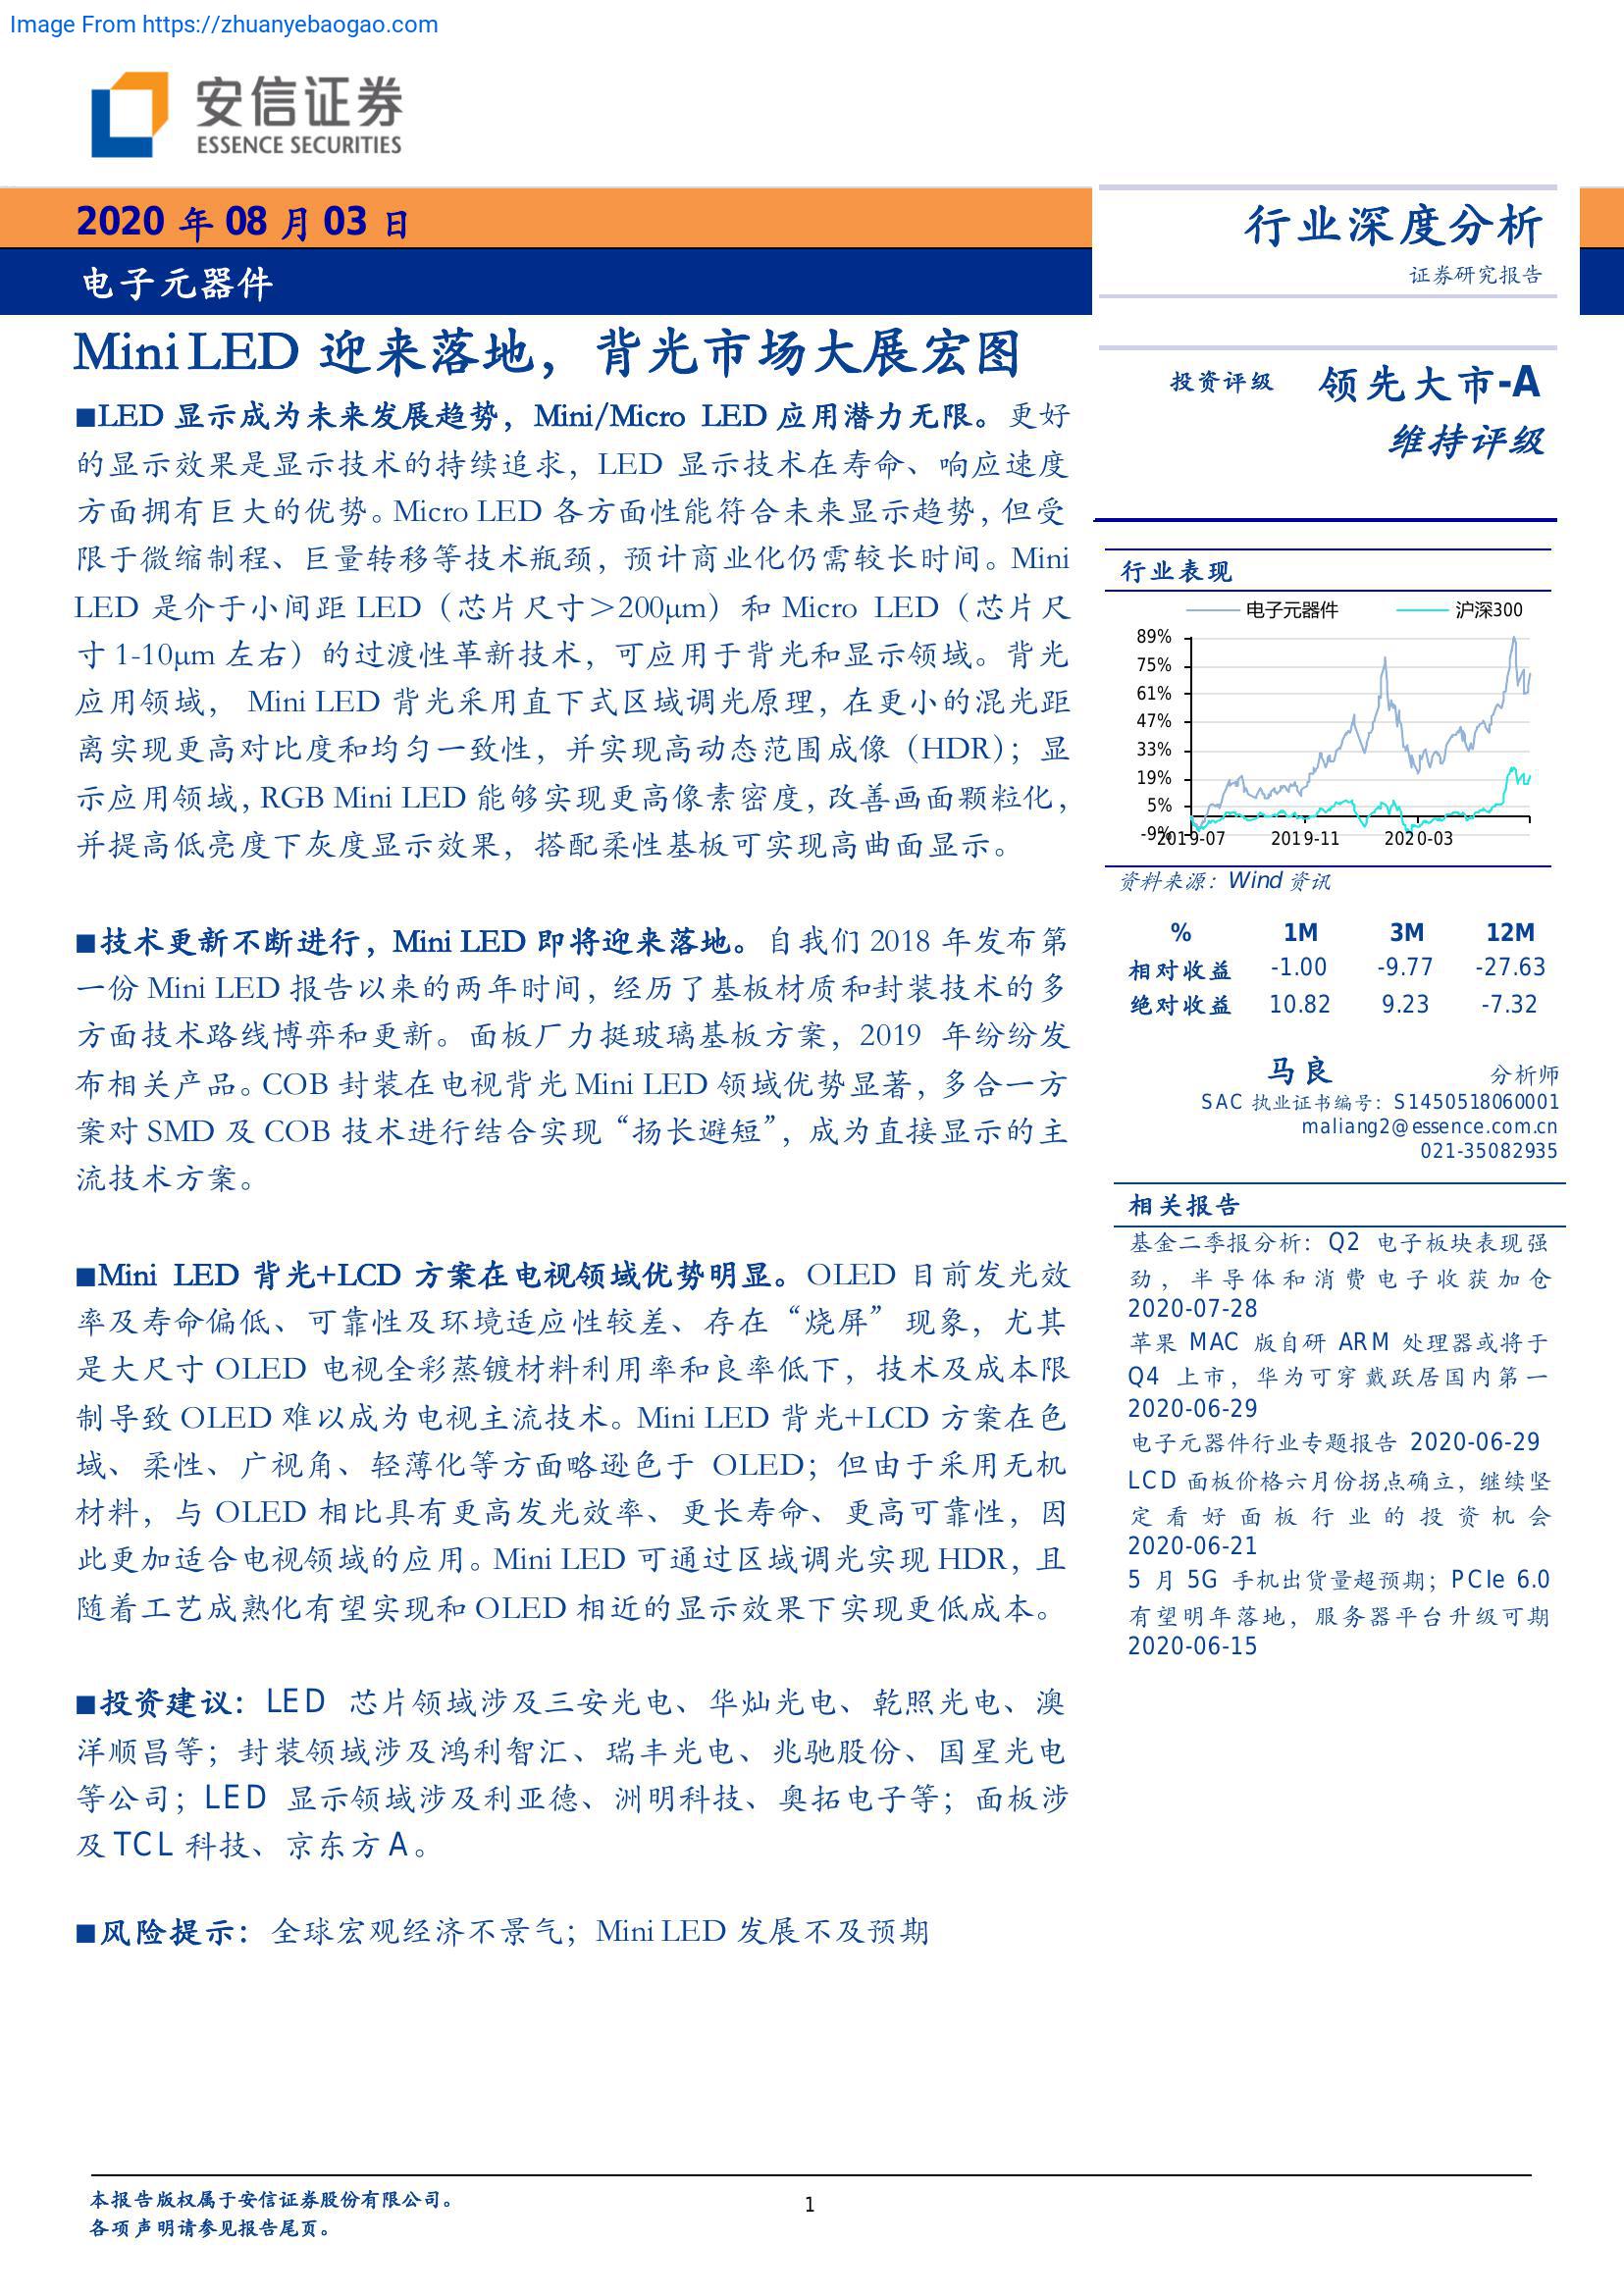 Image From https://zhuanyebaogao.com
安信证券
ESSENCE SECURITIES
2020 年 08 月 03 日
电子元器件
行业深度分析
证券研究报告
Mini LED 迎来落地，背光市场大展宏图
■LED 显示成为未来发展趋势，Mini/Micro LED 应用潜力无限。更好
的显示效果是显示技术的持续追求，LED 显示技术在寿命、响应速度
方面拥有巨大的优势。Micro LED 各方面性能符合未来显示趋势，但受
限于微缩制程、巨量转移等技术瓶颈，预计商业化仍需较长时间。Mini
LED 是介于小间距 LED（芯片尺寸＞200μm）和 Micro LED（芯片尺
寸 1-10μm 左右）的过渡性革新技术，可应用于背光和显示领域。背光
应用领域， Mini LED 背光采用直下式区域调光原理，在更小的混光距
离实现更高对比度和均匀一致性，并实现高动态范围成像（HDR）；显
示应用领域，RGB Mini LED 能够实现更高像素密度，改善画面颗粒化，
并提高低亮度下灰度显示效果，搭配柔性基板可实现高曲面显示。
■技术更新不断进行，Mini LED 即将迎来落地。自我们 2018 年发布第
一份 Mini LED 报告以来的两年时间，经历了基板材质和封装技术的多
方面技术路线博弈和更新。面板厂力挺玻璃基板方案，2019 年纷纷发
布相关产品。COB 封装在电视背光 Mini LED 领域优势显著，多合一方
案对 SMD 及 COB 技术进行结合实现“扬长避短”，成为直接显示的主
流技术方案。
■Mini LED 背光+LCD 方案在电视领域优势明显。OLED 目前发光效
率及寿命偏低、可靠性及环境适应性较差、存在“烧屏”现象，尤其
是大尺寸 OLED 电视全彩蒸镀材料利用率和良率低下，技术及成本限
制导致 OLED 难以成为电视主流技术。Mini LED 背光+LCD 方案在色
域、柔性、广视角、轻薄化等方面略逊色于 OLED；但由于采用无机
材料，与 OLED 相比具有更高发光效率、更长寿命、更高可靠性，因
此更加适合电视领域的应用。Mini LED 可通过区域调光实现 HDR，且
随着工艺成熟化有望实现和 OLED 相近的显示效果下实现更低成本。
■投资建议：LED 芯片领域涉及三安光电、华灿光电、乾照光电、澳
洋顺昌等；封装领域涉及鸿利智汇、瑞丰光电、兆驰股份、国星光电
等公司；LED 显示领域涉及利亚德、洲明科技、奥拓电子等；面板涉
及 TCL 科技、京东方 A。
■风险提示：全球宏观经济不景气；Mini LED 发展不及预期
投资评级 领先大市-A
维持评级
行业表现
电子元器件 沪深300
89%
75%
61%
47%
33%
19%
5%
-9%
2019-07 2019-11 2020-03
资料来源：Wind 资讯
% 1M 3M 12M
相对收益 -1.00 -9.77 -27.63
绝对收益 10.82 9.23 -7.32
马良 分析师
SAC 执业证书编号：S1450518060001
maliang2@essence.com.cn
021-35082935
相关报告
基金二季报分析：Q2 电子板块表现强
劲，半导体和消费电子收获加仓
2020-07-28
苹果 MAC 版自研 ARM 处理器或将于
Q4 上市，华为可穿戴跃居国内第一
2020-06-29
电子元器件行业专题报告 2020-06-29
LCD 面板价格六月份拐点确立，继续坚
定看好面板行业的投资机会
2020-06-21
5 月 5G 手机出货量超预期；PCIe 6.0
有望明年落地，服务器平台升级可期
2020-06-15
本报告版权属于安信证券股份有限公司。
各项声明请参见报告尾页。
1